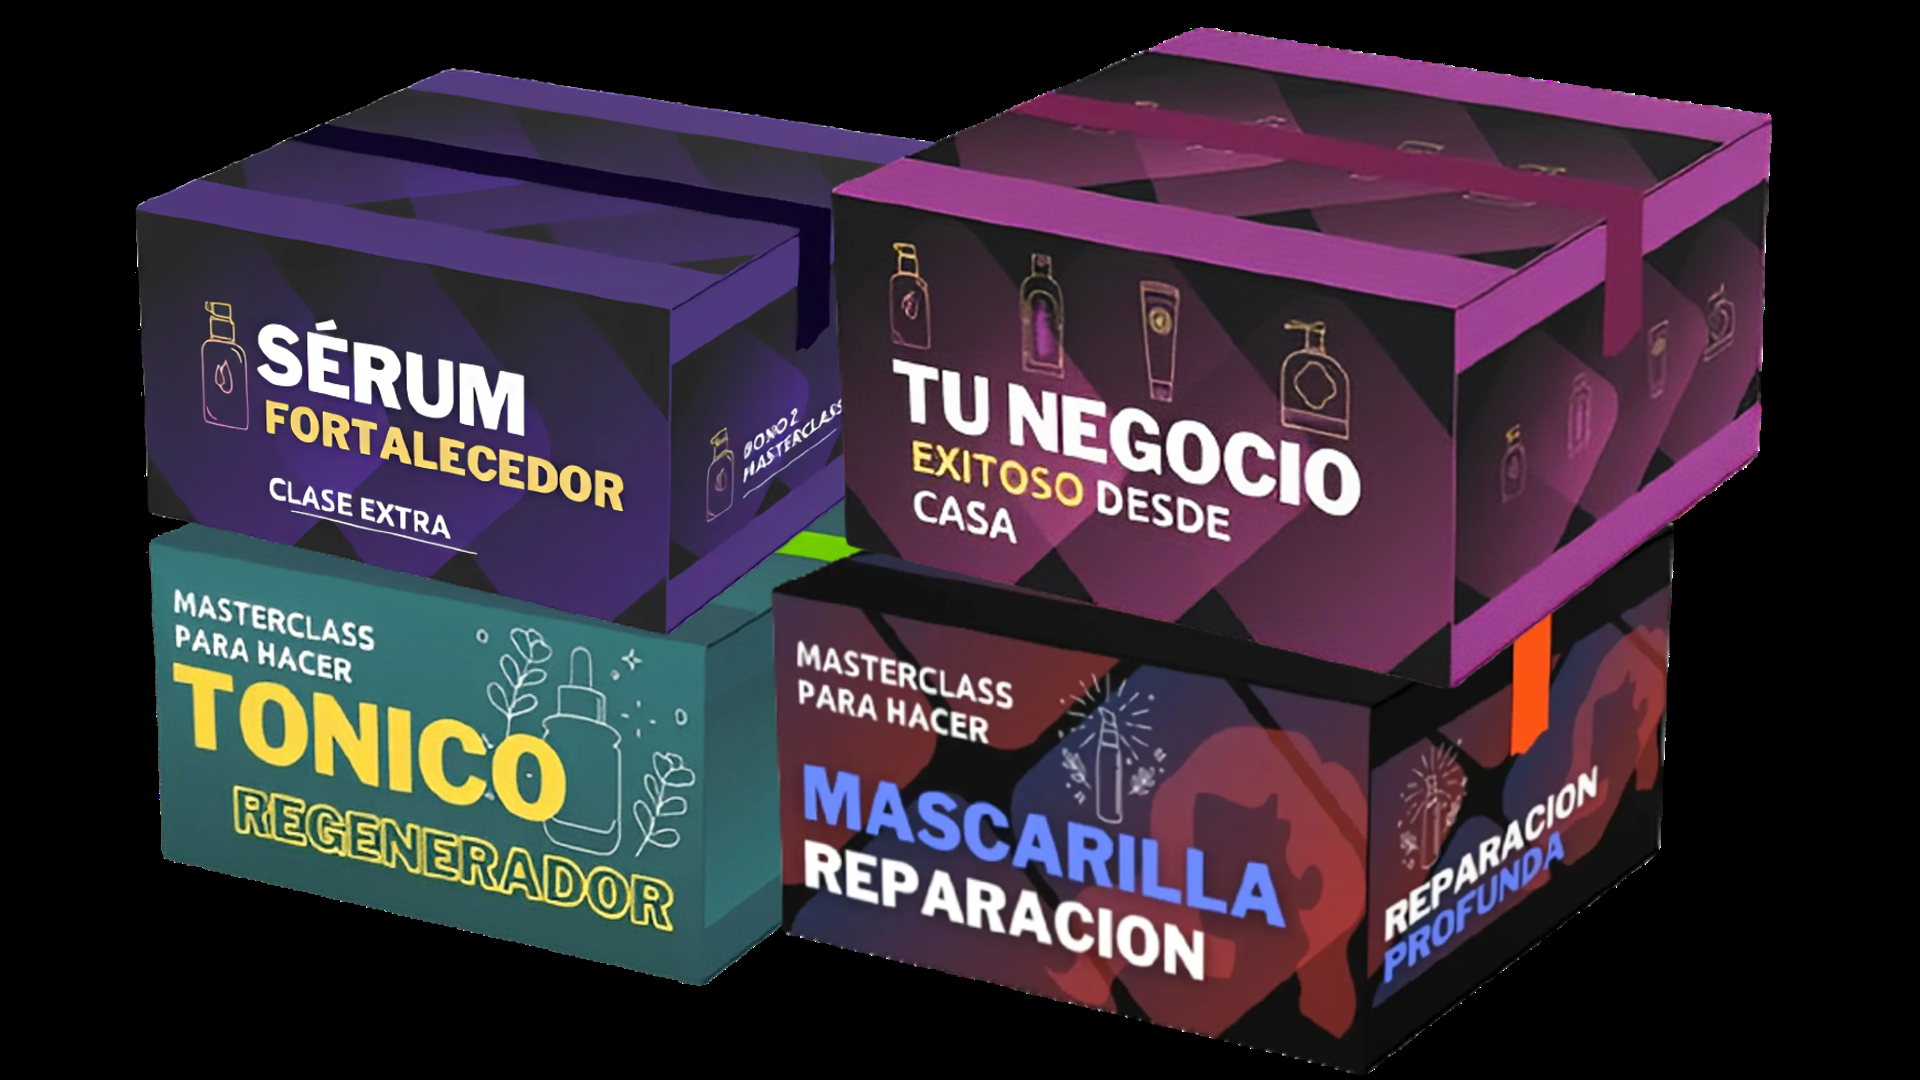 SÉRUM
FORTALECEDOR
CLASE EXTRA
BONO 2
MASTERCLASS
TU NEGOCIO
EXITOSO DESDE
CASA
MASTERCLASS
PARA HACER
TONICO
REGENERADOR
MASTERCLASS
PARA HACER
MASCARILLA
REPARACION
REPARACION
PROFUNDA